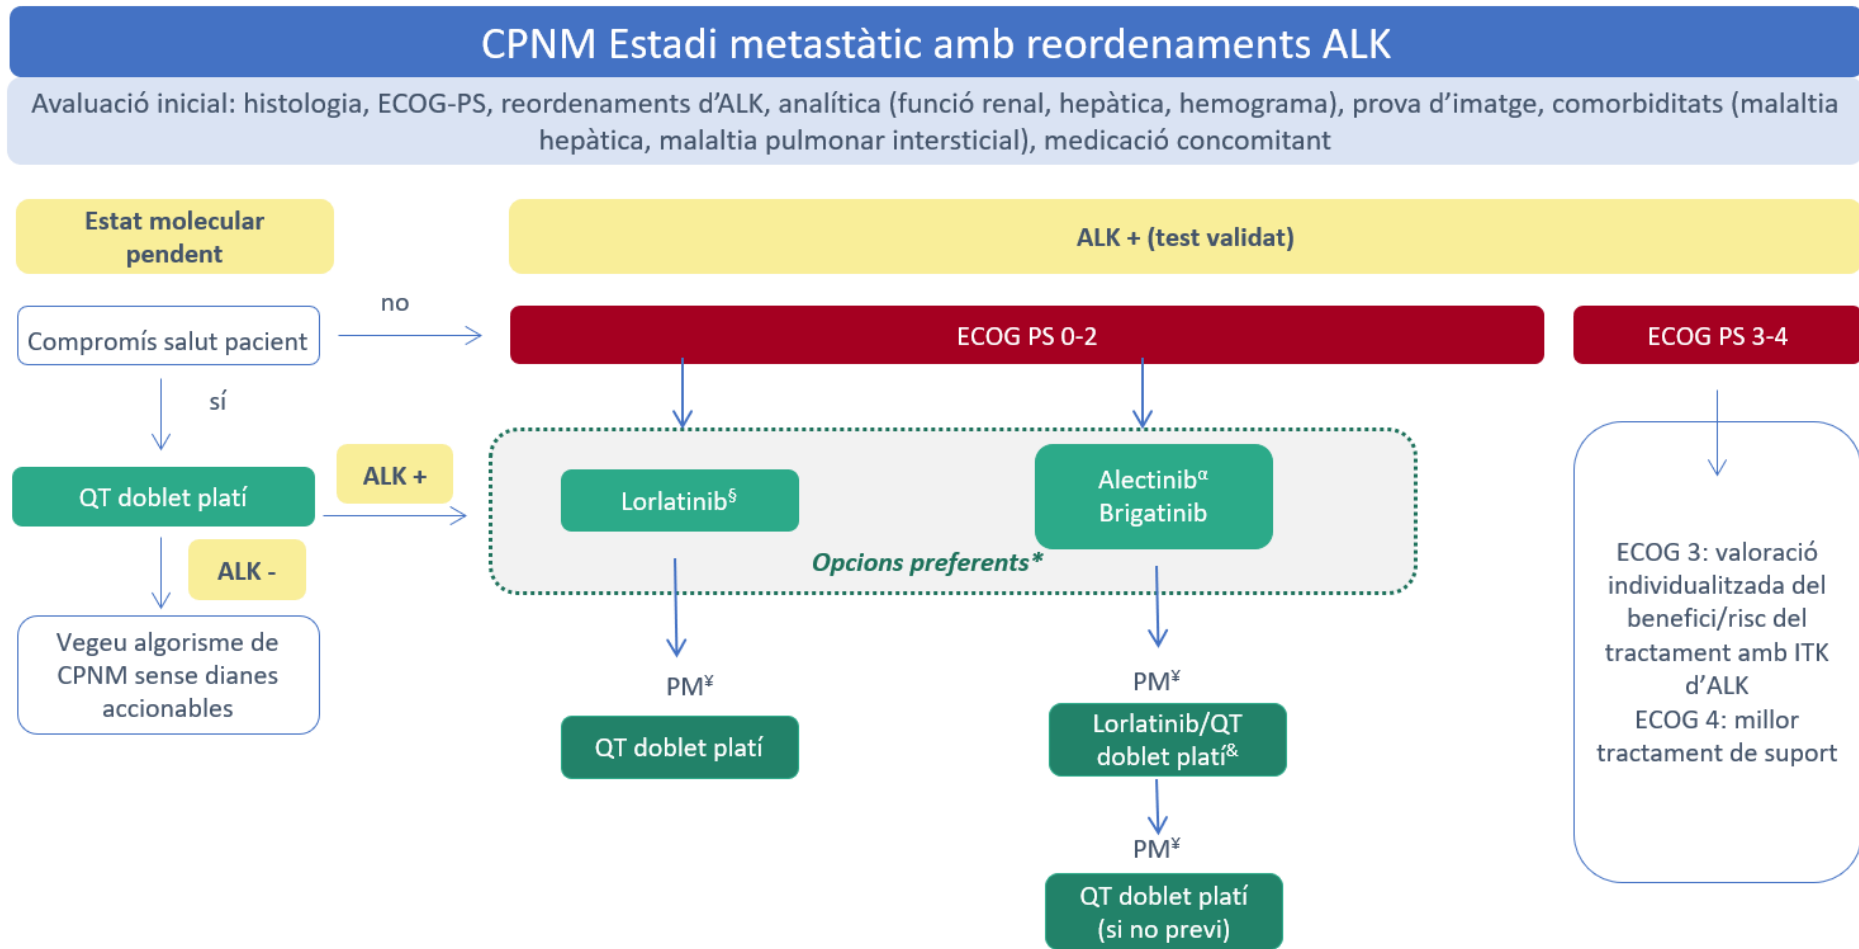 CPNM Estadi metastàtic amb reordenaments ALK
Avaluació inicial: histologia, ECOG-PS, reordenaments d’ALK, analítica (funció renal, hepàtica, hemograma), prova d’imatge, comorbiditats (malaltia
hepàtica, malaltia pulmonar intersticial), medicació concomitant
Estat molecular
pendent
ALK + (test validat)
Compromís salut pacient
no
sí
ECOG PS 0-2
ECOG PS 3-4
QT doblet platí
ALK +
ALK -
Vegeu algorisme de
CPNM sense dianes
accionables
Lorlatinib§
Alectinibα
Brigatinib
Opcions preferents*
PM¥
QT doblet platí
PM¥
Lorlatinib/QT
doblet platí&
PM¥
QT doblet platí
(si no previ)
ECOG 3: valoració
individualitzada del
benefici/risc del
tractament amb ITK
d’ALK
ECOG 4: millor
tractament de suport